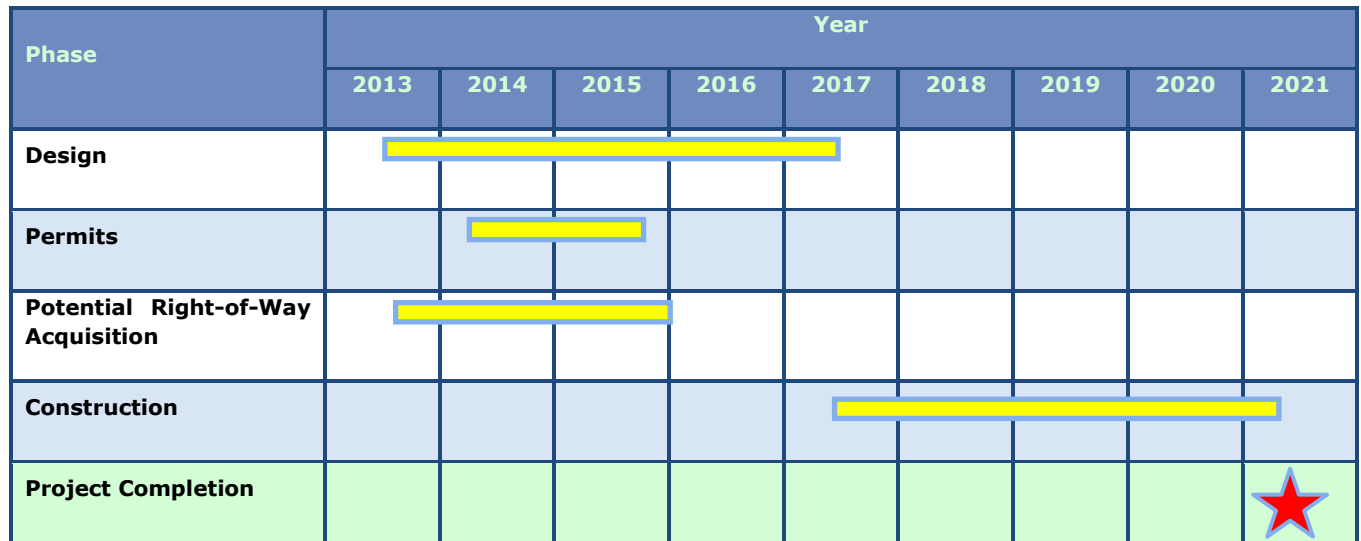 Year
Phase
2013 2014 2015 2016 2017 2018 2019 2020 2021
Design
Permits
Potential Right-of-Way
Acquisition
Construction
Project Completion